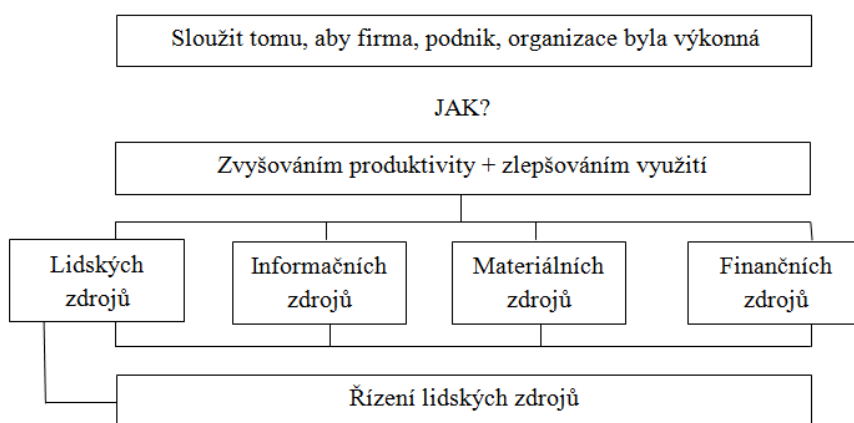 Sloužit tomu, aby firma, podnik, organizace byla výkonná
JAK?
Zvyšováním produktivity + zlepšováním využití
Lidských
zdrojů
Informačních
zdrojů
Materiálních
zdrojů
Finančních
zdrojů
Řízení lidských zdrojů